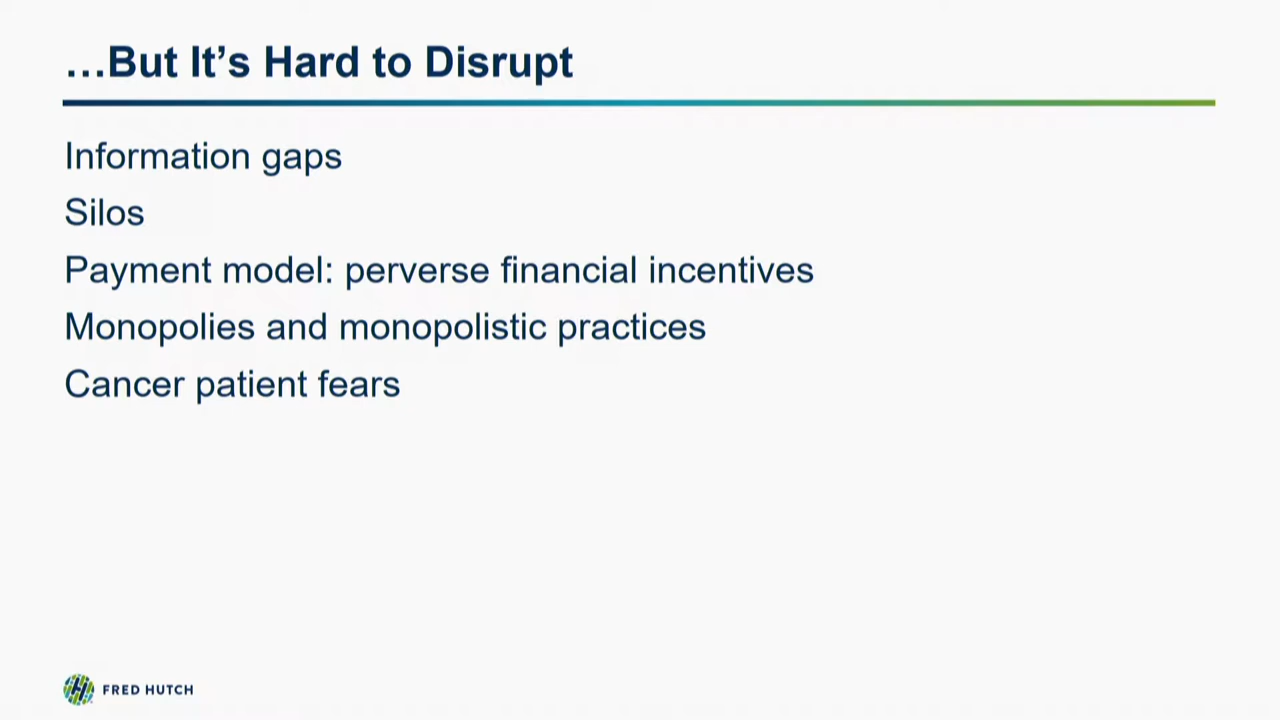 …But It’s Hard to Disrupt
Information gaps
Silos
Payment model: perverse financial incentives
Monopolies and monopolistic practices
Cancer patient fears
FRED HUTCH